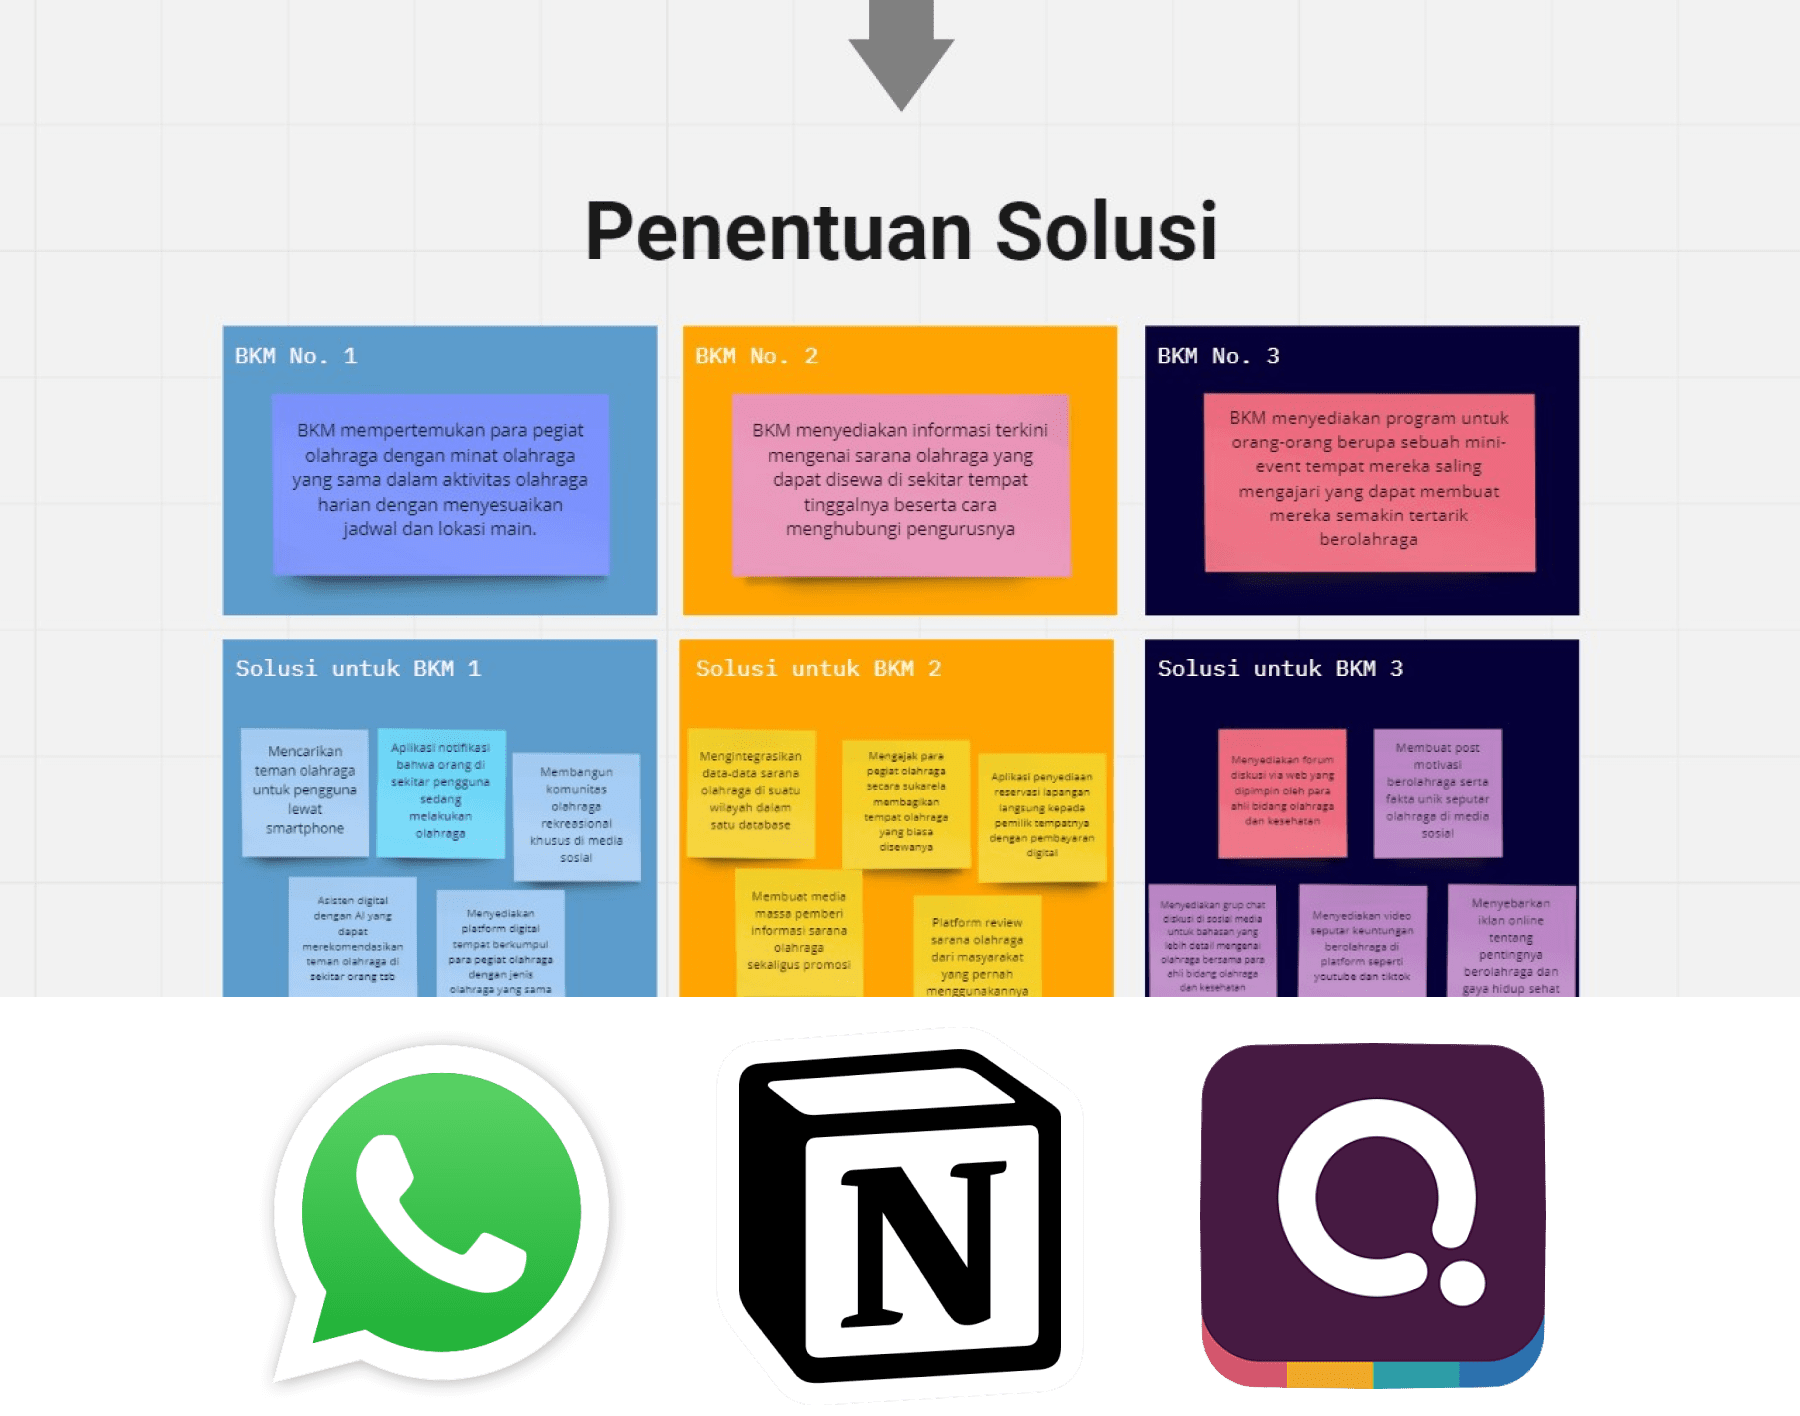 Penentuan Solusi
BKM No. 1
BKM mempertemukan para pegiat
olahraga dengan minat olahraga
yang sama dalam aktivitas olahraga
harian dengan menyesuaikan
jadwal dan lokasi main.
BKM No. 2
BKM menyediakan informasi terkini
mengenai sarana olahraga yang
dapat disewa di sekitar tempat
tinggalnya beserta cara
menghubungi pengurusnya
BKM No. 3
BKM menyediakan program untuk
orang-orang berupa sebuah mini-
event tempat mereka saling
mengajari yang dapat membuat
mereka semakin tertarik
berolahraga
Solusi untuk BKM 1
Mencarikan
teman olahraga
untuk pengguna
lewat
smartphone
Aplikasi notifikasi
bahwa orang di
sekitar pengguna
sedang
melakukan
olahraga
Membangun
komunitas
olahraga
rekreasional
khusus di media
sosial
Asisten digital
dengan AI yang
dapat
merekomendasikan
teman olahraga di
sekitar orang tsb
Menyediakan
platform digital
tempat berkumpul
para pegiat olahraga
dengan jenis
olahraga yang sama
Solusi untuk BKM 2
Mengintegrasikan
data-data sarana
olahraga di suatu
wilayah dalam
satu database
Mengajak para
pegiat olahraga
secara sukarela
membagikan
tempat olahraga
yang biasa
disewanya
Aplikasi penyediaan
reservasi lapangan
langsung kepada
pemilik tempatnya
dengan pembayaran
digital
Membuat media
massa pemberi
informasi sarana
olahraga
sekaligus promosi
Platform review
sarana olahraga
dari masyarakat
yang pernah
menggunakannya
Solusi untuk BKM 3
Menyediakan forum
diskusi via web yang
dipimpin oleh para
ahli bidang olahraga
dan kesehatan
Membuat post
motivasi
berolahraga serta
fakta unik seputar
olahraga di media
sosial
Menyediakan grup chat
diskusi di sosial media
untuk bahasan yang
lebih detail mengenai
olahraga bersama para
ahli bidang olahraga
dan kesehatan
Menyediakan video
seputar keuntungan
berolahraga di
platform seperti
youtube dan tiktok
Menyebarkan
iklan online
tentang
pentingnya
berolahraga dan
gaya hidup sehat
N